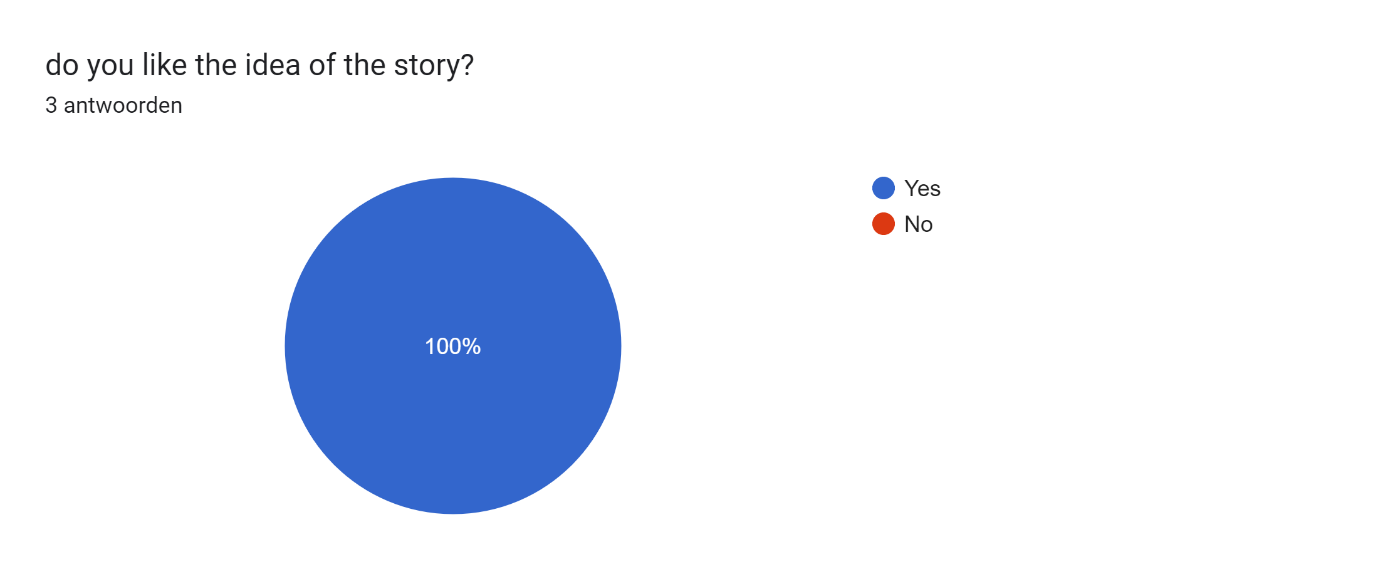 do you like the idea of the story?
3 antwoorden
Yes
No
100%